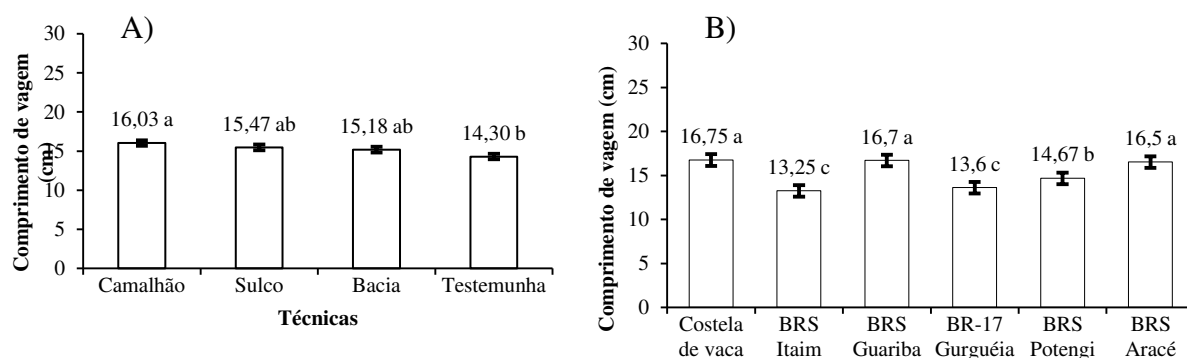 A)
Comprimento de vagem
(cm)
30
25
20
15
10
5
0
16,03 a
15,47 ab
15,18 ab
14,30 b
Camalhão Sulco Bacia Testemunha
Técnicas
B)
Comprimento de vagem (cm)
30
25
20
15
10
5
0
16,75 a
13,25 c
16,7 a
13,6 c
14,67 b
16,5 a
Costela BRS BRS BR-17 BRS BRS
de vaca Itaim Guariba Gurguéia Potengi Aracé